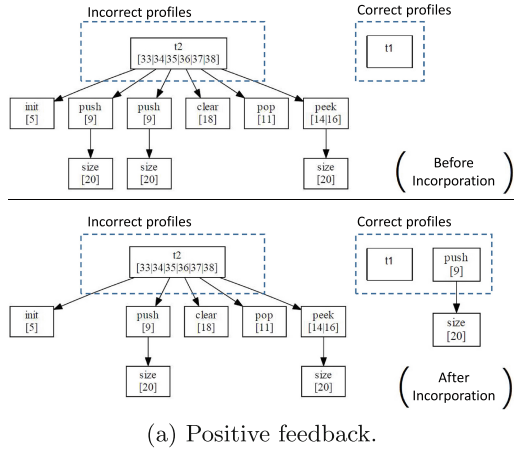 Incorrect profiles
Correct profiles
t2
[33|34|35|36|37|38]
t1
init
[5]
push
[9]
push
[9]
clear
[18]
pop
[11]
peek
[14|16]
size
[20]
size
[20]
size
[20]
(Before
Incorporation)
Incorrect profiles
Correct profiles
t2
[33|34|35|36|37|38]
t1
push
[9]
init
[5]
push
[9]
clear
[18]
pop
[11]
peek
[14|16]
size
[20]
size
[20]
size
[20]
(After
Incorporation)
(a) Positive feedback.